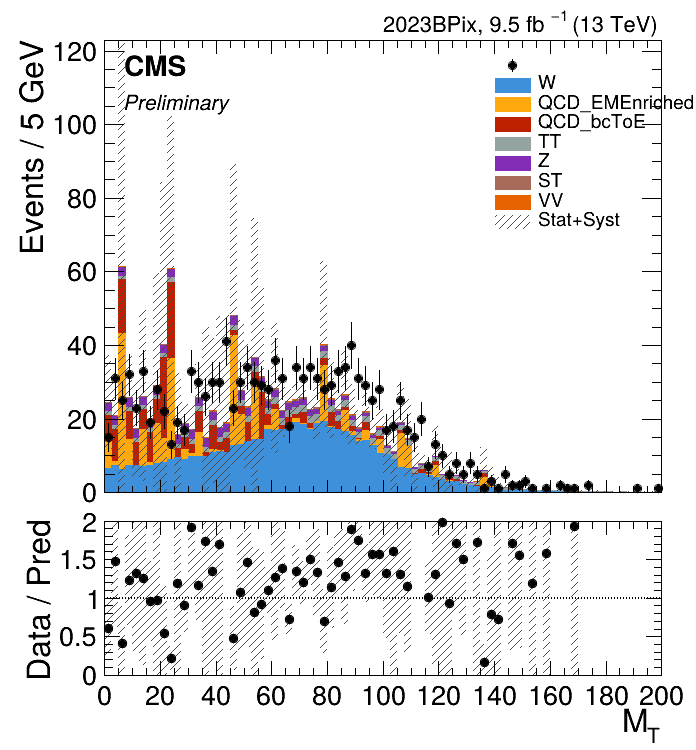 2023BPix, 9.5 fb⁻¹ (13 TeV)
CMS
Preliminary
W
QCD_EMEnriched
QCD_bcToE
TT
Z
ST
VV
Stat+Syst
Events / 5 GeV
120
100
80
60
40
20
0
Data / Pred
2
1.5
1
0.5
0
0 20 40 60 80 100 120 140 160 180 200
M_T